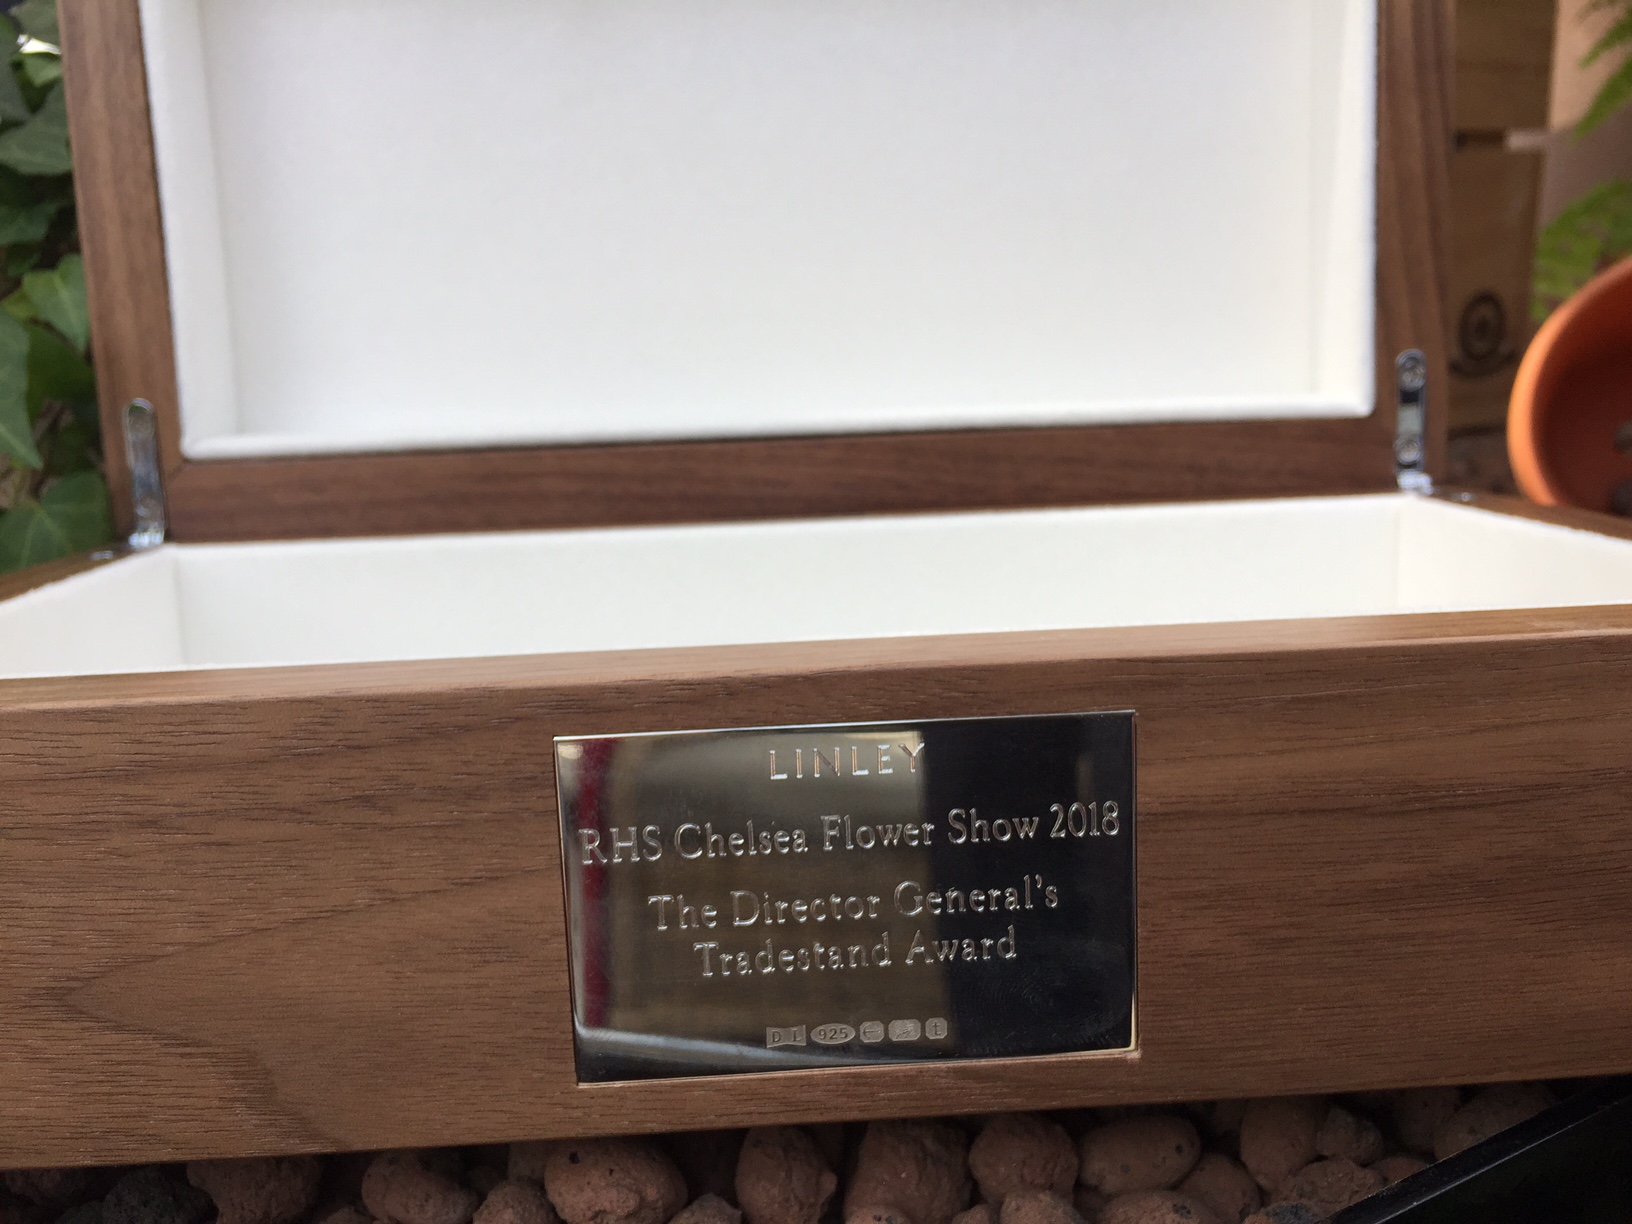 LINLEY
RHS Chelsea Flower Show 2018
The Director General's
Tradestand Award
D L 925 t